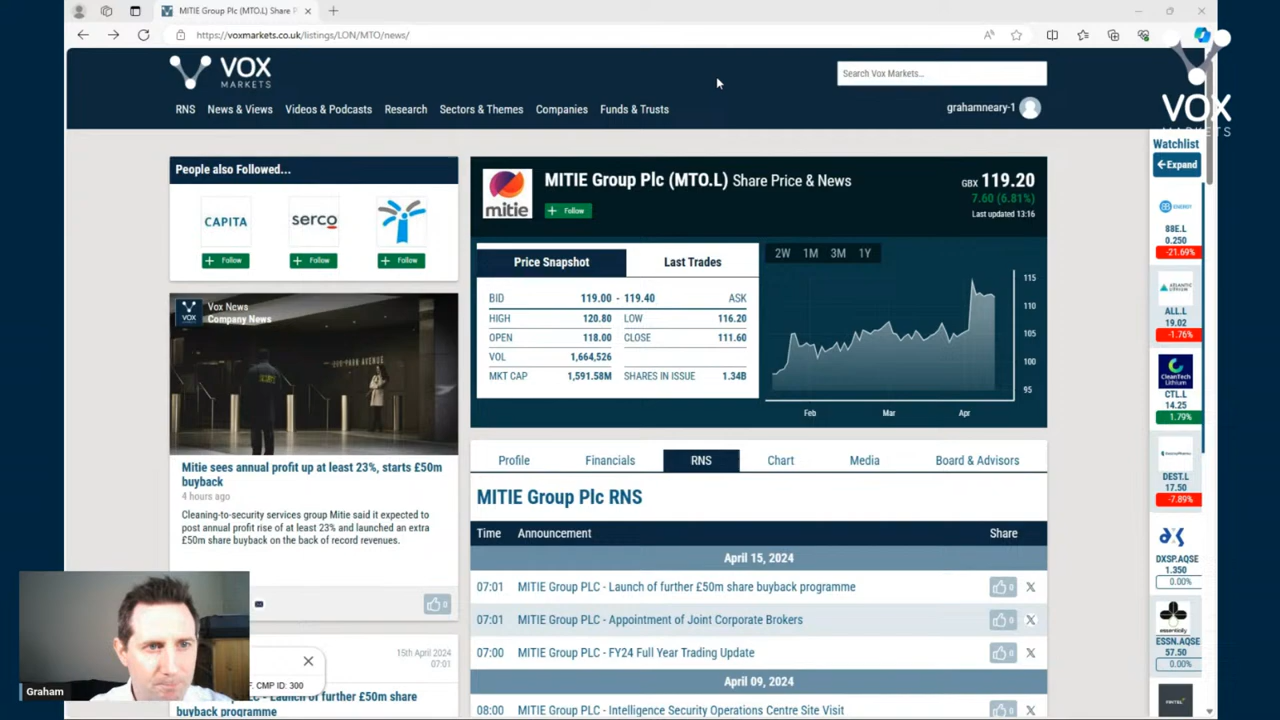 MITIE Group Plc (MTO.L) Share P
https://voxmarkets.co.uk/listings/LON/MTO/news/
VOX
MARKETS
Search Vox Markets...
RNS
News & Views
Videos & Podcasts
Research
Sectors & Themes
Companies
Funds & Trusts
grahamneary-1
VOX
MARKETS
People also Followed...
CAPITA
serco
+ Follow
+ Follow
+ Follow
Vox News
Company News
Mitie sees annual profit up at least 23%, starts £50m
buyback
4 hours ago
Cleaning-to-security services group Mitie said it expected to
post annual profit rise of at least 23% and launched an extra
£50m share buyback on the back of record revenues.
0
15th April 2024
07:01
F. CMP ID: 300
LC - Launch of further £50m share
buyback programme
Graham
mitie
MITIE Group Plc (MTO.L) Share Price & News
+ Follow
GBX 119.20
7.60 (6.81%)
Last updated 13:16
Price Snapshot
Last Trades
BID 119.00 - 119.40 ASK
HIGH 120.80 LOW 116.20
OPEN 118.00 CLOSE 111.60
VOL 1,664,526
MKT CAP 1,591.58M SHARES IN ISSUE 1.34B
2W 1M 3M 1Y
115
110
105
100
95
Feb Mar Apr
Profile
Financials
RNS
Chart
Media
Board & Advisors
MITIE Group Plc RNS
Time Announcement Share
April 15, 2024
07:01 MITIE Group PLC - Launch of further £50m share buyback programme 0
07:01 MITIE Group PLC - Appointment of Joint Corporate Brokers 0
07:00 MITIE Group PLC - FY24 Full Year Trading Update 0
April 09, 2024
08:00 MITIE Group PLC - Intelligence Security Operations Centre Site Visit 0
Watchlist
Expand
ENERGY
88E.L
0.250
-21.69%
ATLANTIC
LITHIUM
ALL.L
19.02
-1.76%
CleanTech
Lithium
CTL.L
14.25
1.79%
DEST.L
17.50
-7.89%
DXSP.AQSE
1.350
0.00%
essentially
ESSN.AQSE
57.50
0.00%
FINTEL